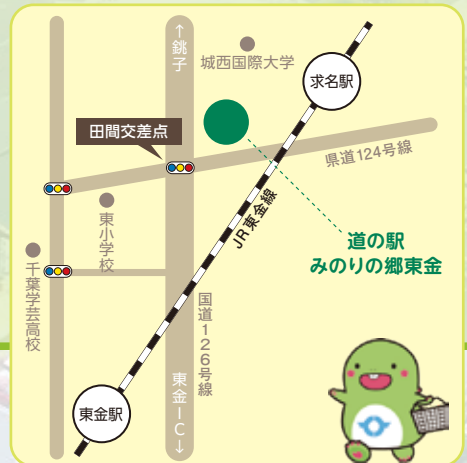 ↑銚子
城西国際大学
求名駅
田間交差点
県道124号線
東小学校
JR東金線
道の駅
みのりの郷東金
千葉学芸高校
国道126号線
東金IC↓
東金駅